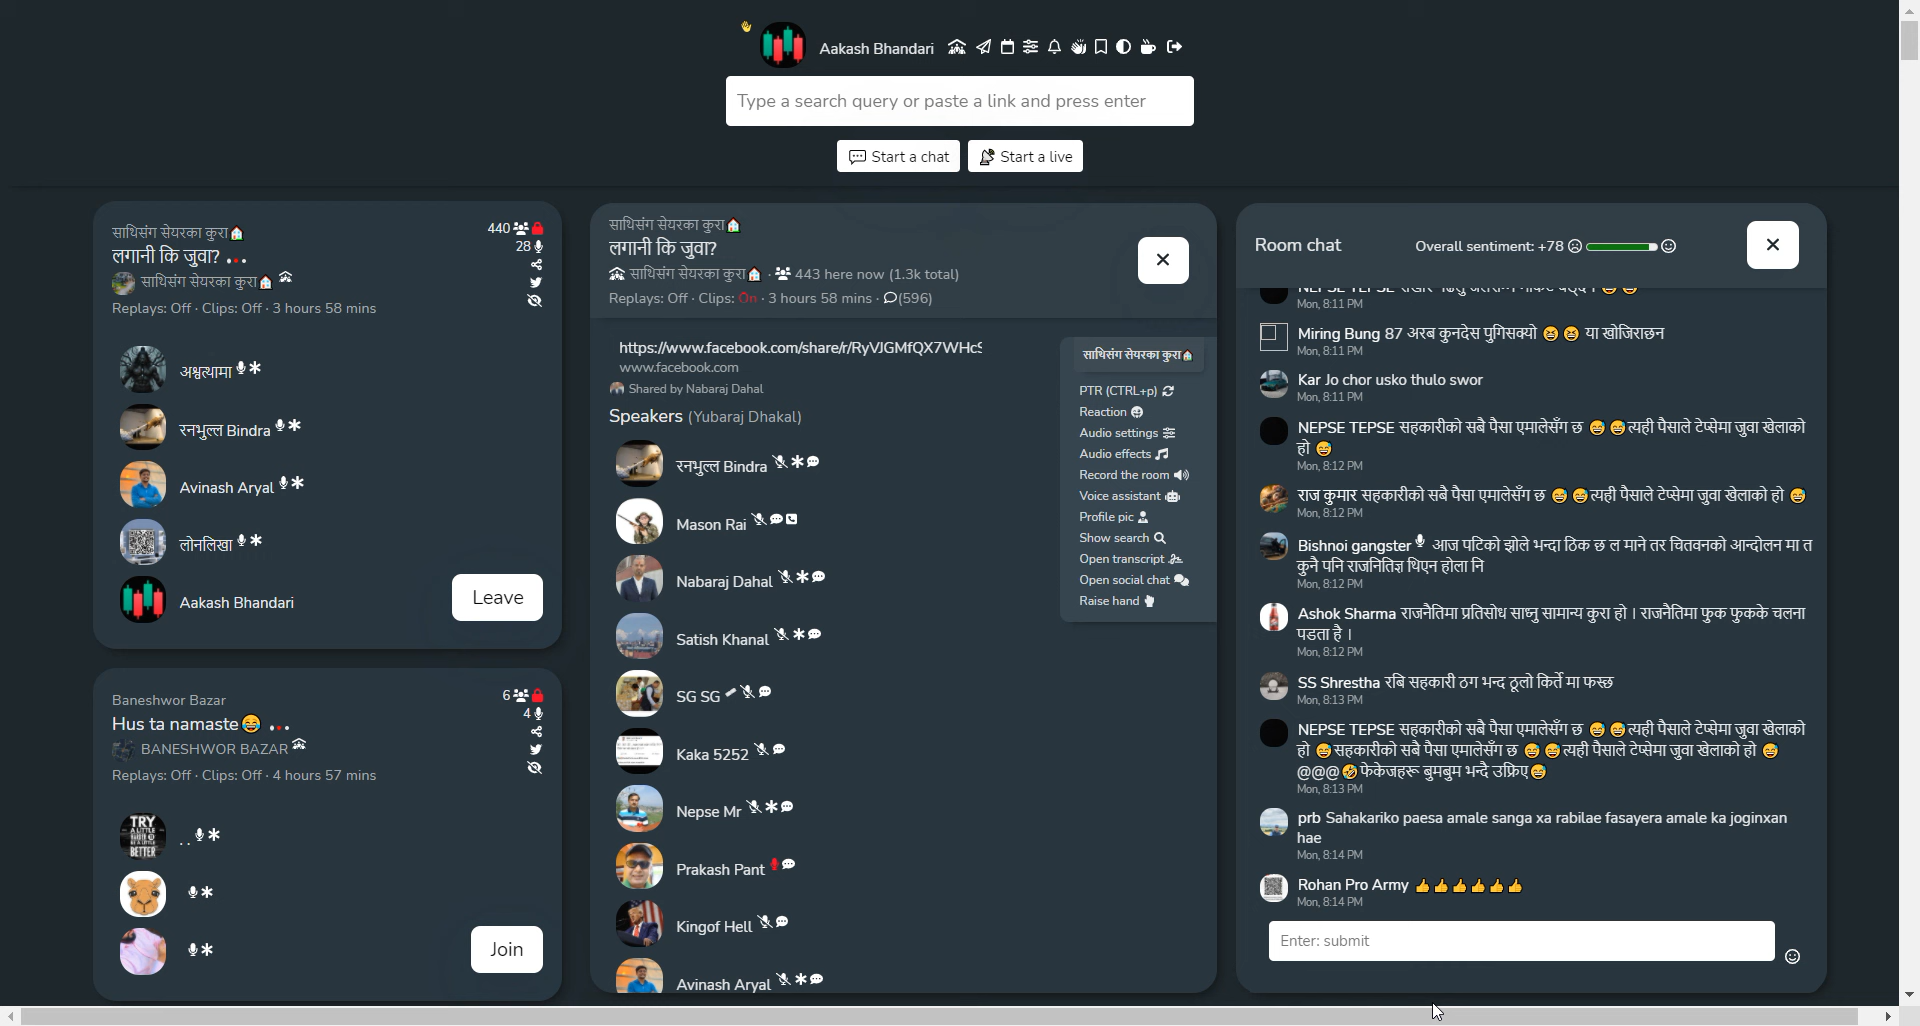 Aakash Bhandari
Type a search query or paste a link and press enter
Start a chat
Start a live
साथिसंग सेयरका कुरा
लगानी कि जुवा?
साथिसंग सेयरका कुरा
Replays: Off · Clips: Off · 3 hours 58 mins
440
28
अश्वत्थामा
रनभुल्ल Bindra
Avinash Aryal
लोनलिखा
Aakash Bhandari
Leave
Baneshwor Bazar
Hus ta namaste😂
BANESHWOR BAZAR
Replays: Off · Clips: Off · 4 hours 57 mins
6
4
TRY
A LITTLE
BETTER
. .
Join
साथिसंग सेयरका कुरा
लगानी कि जुवा?
साथिसंग सेयरका कुरा · 443 here now (1.3k total)
Replays: Off · Clips: On · 3 hours 58 mins · (596)
https://www.facebook.com/share/r/RyVJGMfQX7WHcS
www.facebook.com
Shared by Nabaraj Dahal
Speakers (Yubaraj Dhakal)
रनभुल्ल Bindra
Mason Rai
Nabaraj Dahal
Satish Khanal
SG SG
Kaka 5252
Nepse Mr
Prakash Pant
Kingof Hell
Avinash Aryal
साथिसंग सेयरका कुरा
PTR (CTRL+p)
Reaction
Audio settings
Audio effects
Record the room
Voice assistant
Profile pic
Show search
Open transcript
Open social chat
Raise hand
Room chat
Overall sentiment: +78
Mon, 8:11 PM
Miring Bung 87 अरब कुनदेस पुगिसक्यो 😆 😆 या खोजिराछन
Mon, 8:11 PM
Kar Jo chor usko thulo swor
Mon, 8:11 PM
NEPSE TEPSE सहकारीको सबै पैसा एमालेसँग छ 😅 😅त्यही पैसाले टेप्सेमा जुवा खेलाको
हो 😅
Mon, 8:12 PM
राज कुमार सहकारीको सबै पैसा एमालेसँग छ 😅 😅त्यही पैसाले टेप्सेमा जुवा खेलाको हो 😅
Mon, 8:12 PM
Bishnoi gangster आज पटिको झोले भन्दा ठिक छ ल माने तर चितवनको आन्दोलन मा त
कुनै पनि राजनितिज्ञ थिएन होला नि
Mon, 8:12 PM
Ashok Sharma राजनैतिमा प्रतिसोध साध्नु सामान्य कुरा हो । राजनैतिमा फुक फुकके चलना
पडता है ।
Mon, 8:12 PM
SS Shrestha रबि सहकारी ठग भन्द ठूलो किर्ते मा फस्छ
Mon, 8:13 PM
NEPSE TEPSE सहकारीको सबै पैसा एमालेसँग छ 😅 😅त्यही पैसाले टेप्सेमा जुवा खेलाको
हो 😅सहकारीको सबै पैसा एमालेसँग छ 😅 😅त्यही पैसाले टेप्सेमा जुवा खेलाको हो 😅
@@@🤣फेकेजहरू बुमबुम भन्दै उफ्रिए😅
Mon, 8:13 PM
prb Sahakariko paesa amale sanga xa rabilae fasayera amale ka joginxan
hae
Mon, 8:14 PM
Rohan Pro Army 👍👍👍👍👍👍
Mon, 8:14 PM
Enter: submit